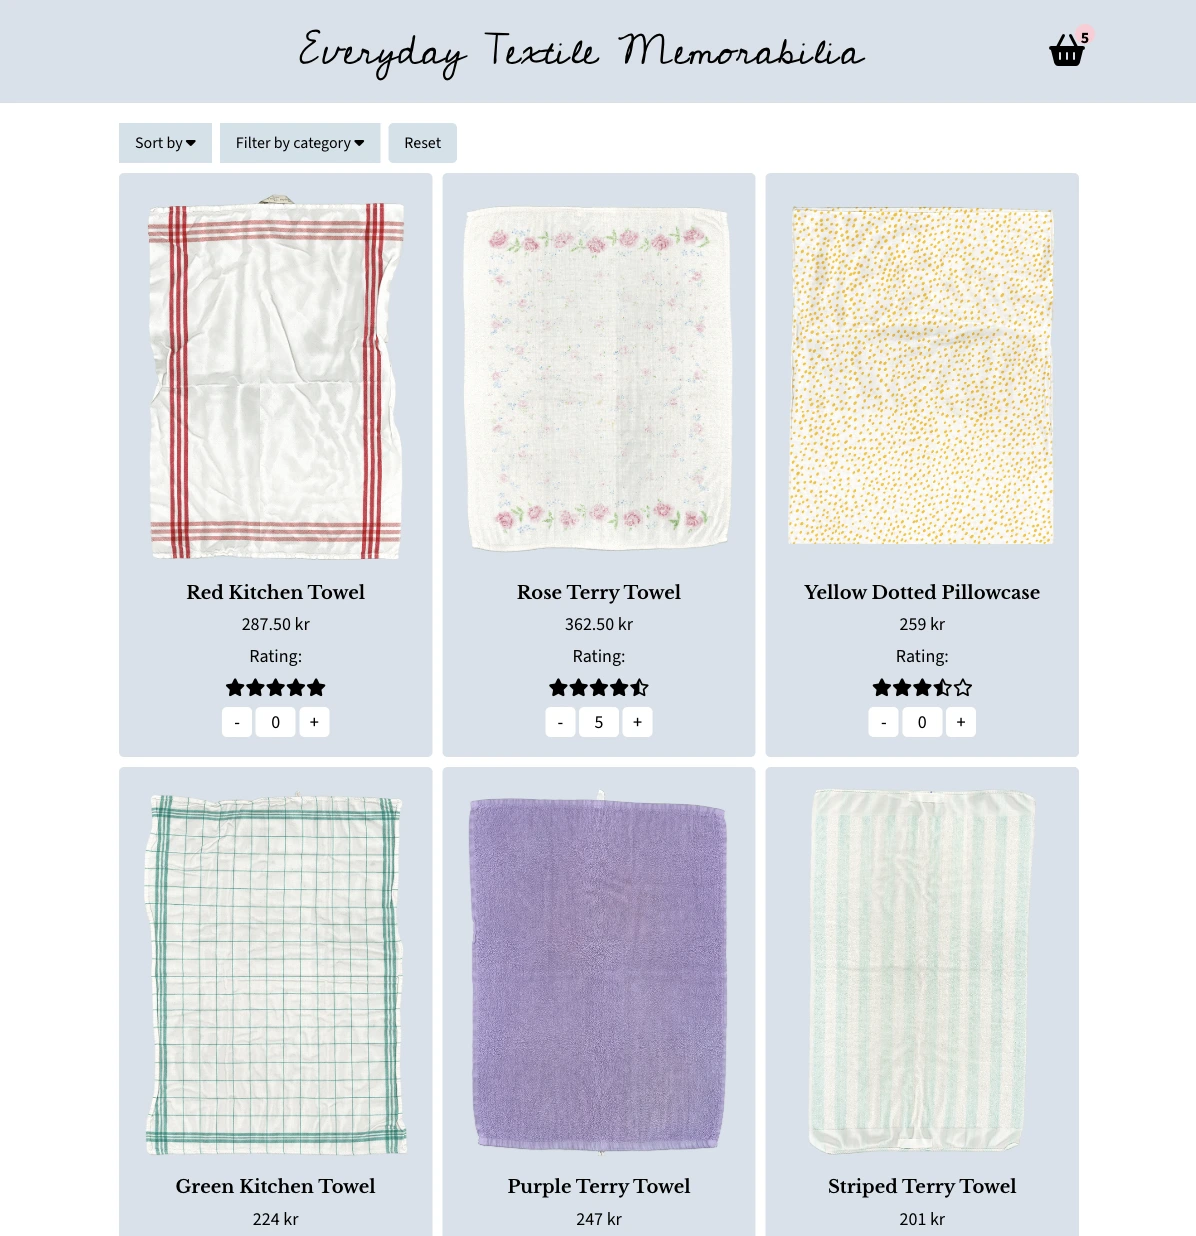 Everyday Textile Memorabilia
5
Sort by
Filter by category
Reset
Red Kitchen Towel
287.50 kr
Rating:
- 0 +
Rose Terry Towel
362.50 kr
Rating:
- 5 +
Yellow Dotted Pillowcase
259 kr
Rating:
- 0 +
Green Kitchen Towel
224 kr
Purple Terry Towel
247 kr
Striped Terry Towel
201 kr